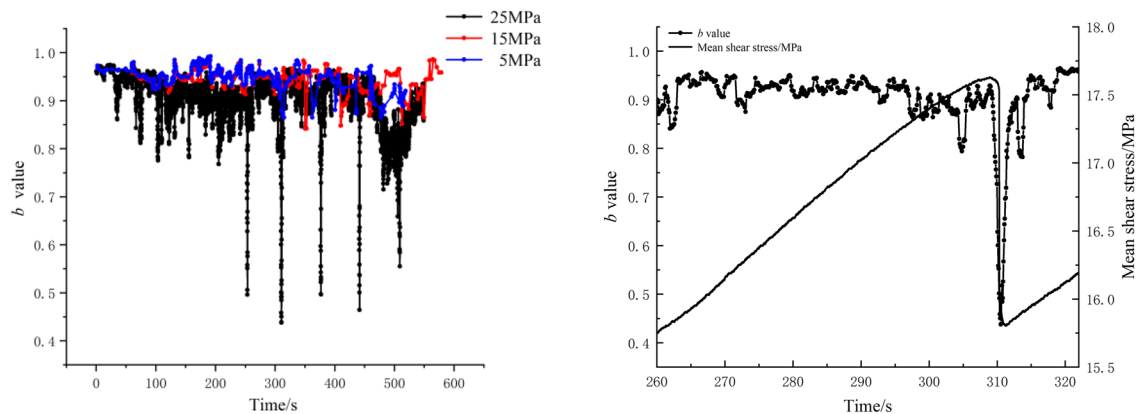 25MPa
15MPa
5MPa
1.0
0.9
0.8
0.7
0.6
0.5
0.4
b value
0 100 200 300 400 500 600
Time/s
b value
Mean shear stress/MPa
1.0
0.9
0.8
0.7
0.6
0.5
0.4
b value
18.0
17.5
17.0
16.5
16.0
15.5
Mean shear stress/MPa
260 270 280 290 300 310 320
Time/s